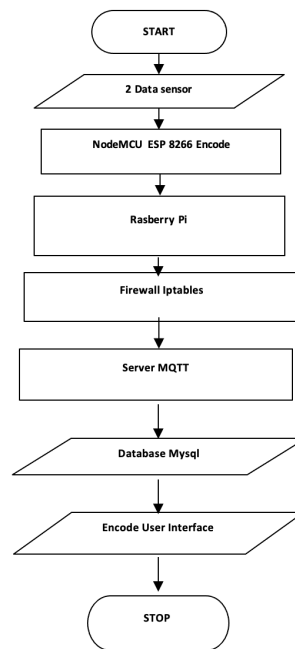 START
2 Data sensor
NodeMCU ESP 8266 Encode
Rasberry Pi
Firewall Iptables
Server MQTT
Database Mysql
Encode User Interface
STOP